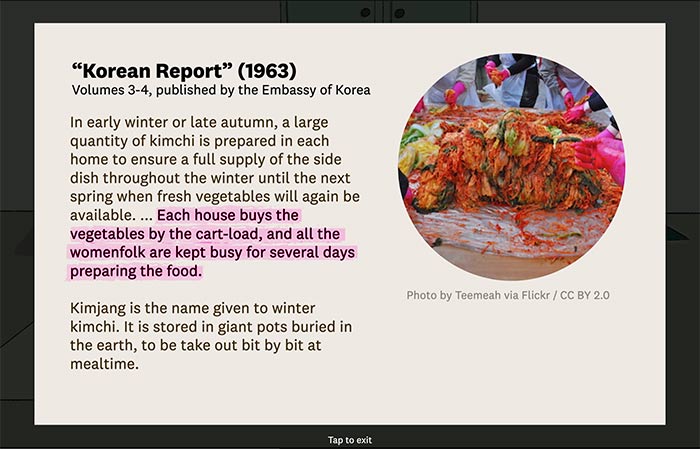 “Korean Report” (1963)
Volumes 3-4, published by the Embassy of Korea
In early winter or late autumn, a large
quantity of kimchi is prepared in each
home to ensure a full supply of the side
dish throughout the winter until the next
spring when fresh vegetables will again be
available. ... Each house buys the
vegetables by the cart-load, and all the
womenfolk are kept busy for several days
preparing the food.
Kimjang is the name given to winter
kimchi. It is stored in giant pots buried in
the earth, to be take out bit by bit at
mealtime.
Photo by Teemeah via Flickr / CC BY 2.0
Tap to exit